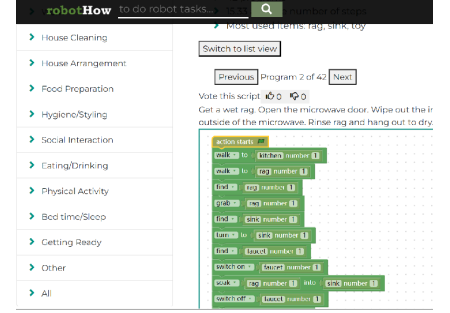 robotHow to do robot tasks..
number of steps
Most used items: rag, sink, toy
Switch to list view
Previous Program 2 of 42 Next
Vote this script 0 0
Get a wet rag. Open the microwave door. Wipe out the
outside of the microwave. Rinse rag and hang out to dry.
action starts
walk to kitchen number 1
walk to rag number 1
find rag number 1
grab rag number 1
find sink number 1
turn to sink number 1
find faucet number 1
switch on faucet number 1
soak rag number 1 into sink number 1
switch off faucet number 1
House Cleaning
House Arrangement
Food Preparation
Hygiene/Styling
Social Interaction
Eating/Drinking
Physical Activity
Bed time/Sleep
Getting Ready
Other
All